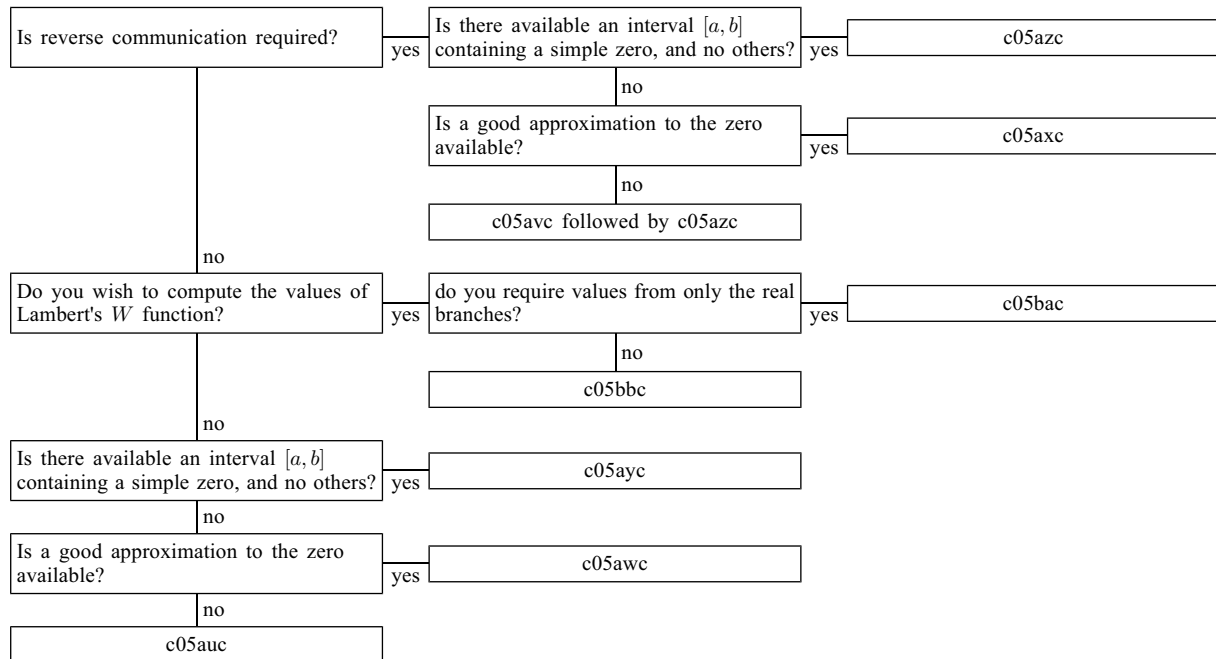 Is reverse communication required?
yes
Is there available an interval [a, b]
containing a simple zero, and no others?
yes
c05azc
no
Is a good approximation to the zero
available?
yes
c05axc
no
c05avc followed by c05azc
no
Do you wish to compute the values of
Lambert's W function?
yes
do you require values from only the real
branches?
yes
c05bac
no
c05bbc
no
Is there available an interval [a, b]
containing a simple zero, and no others?
yes
c05ayc
no
Is a good approximation to the zero
available?
yes
c05awc
no
c05auc